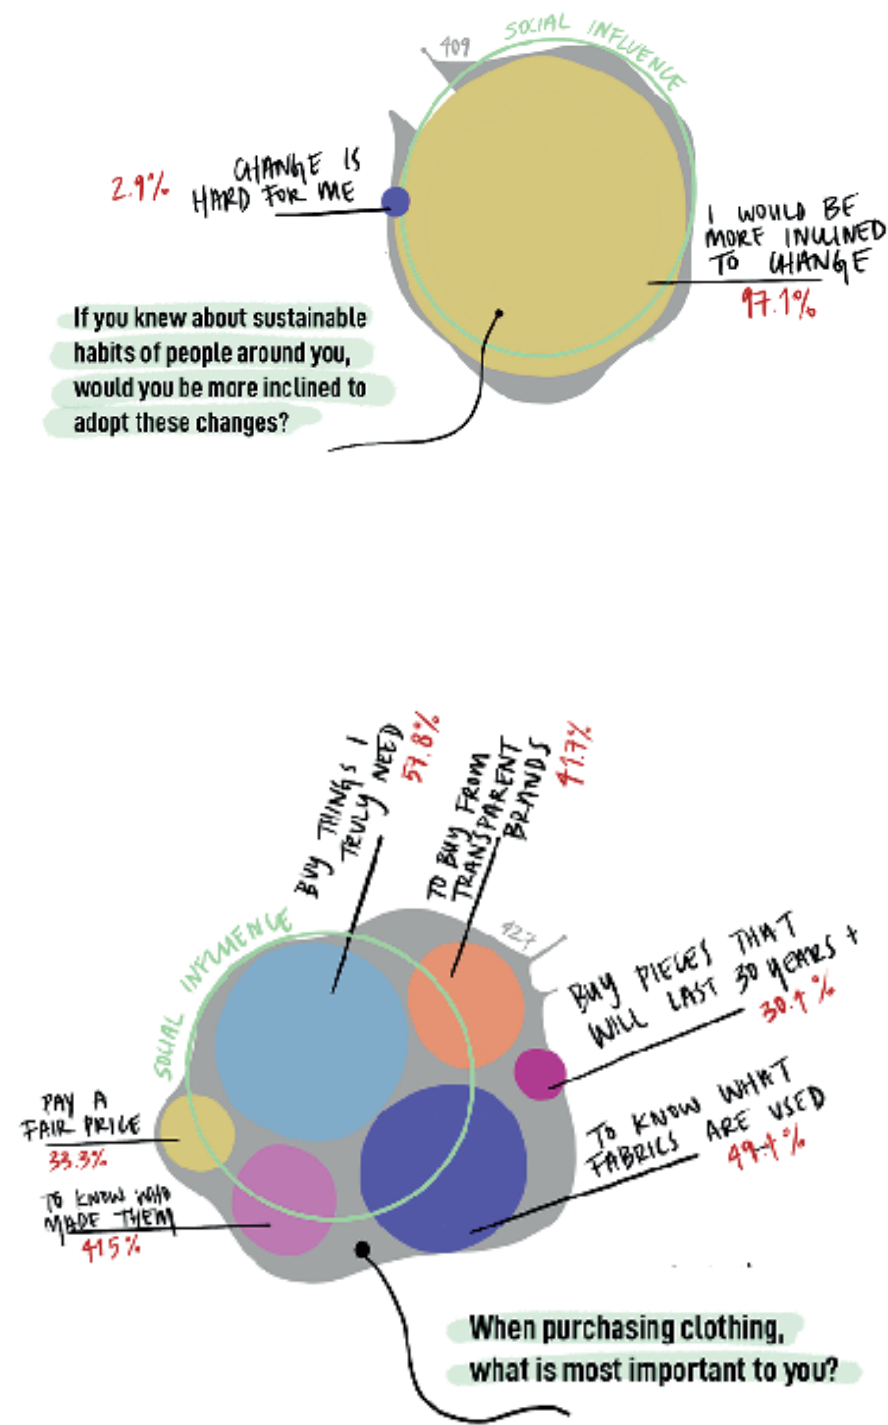 SOCIAL INFLUENCE
409
CHANGE IS
HARD FOR ME
2.9%
I WOULD BE
MORE INCLINED
TO CHANGE
97.1%
If you knew about sustainable
habits of people around you,
would you be more inclined to
adopt these changes?
BUY THINGS I
TRULY NEED
57.8%
TO BUY FROM
TRANSPARENT
BRANDS
41.7%
427
SOCIAL INFLUENCE
BUY PIECES THAT
WILL LAST 30 YEARS +
PAY A
FAIR PRICE
33.3%
TO KNOW WHAT
FABRICS ARE USED
TO KNOW WHO
MADE THEM
415%
When purchasing clothing,
what is most important to you?